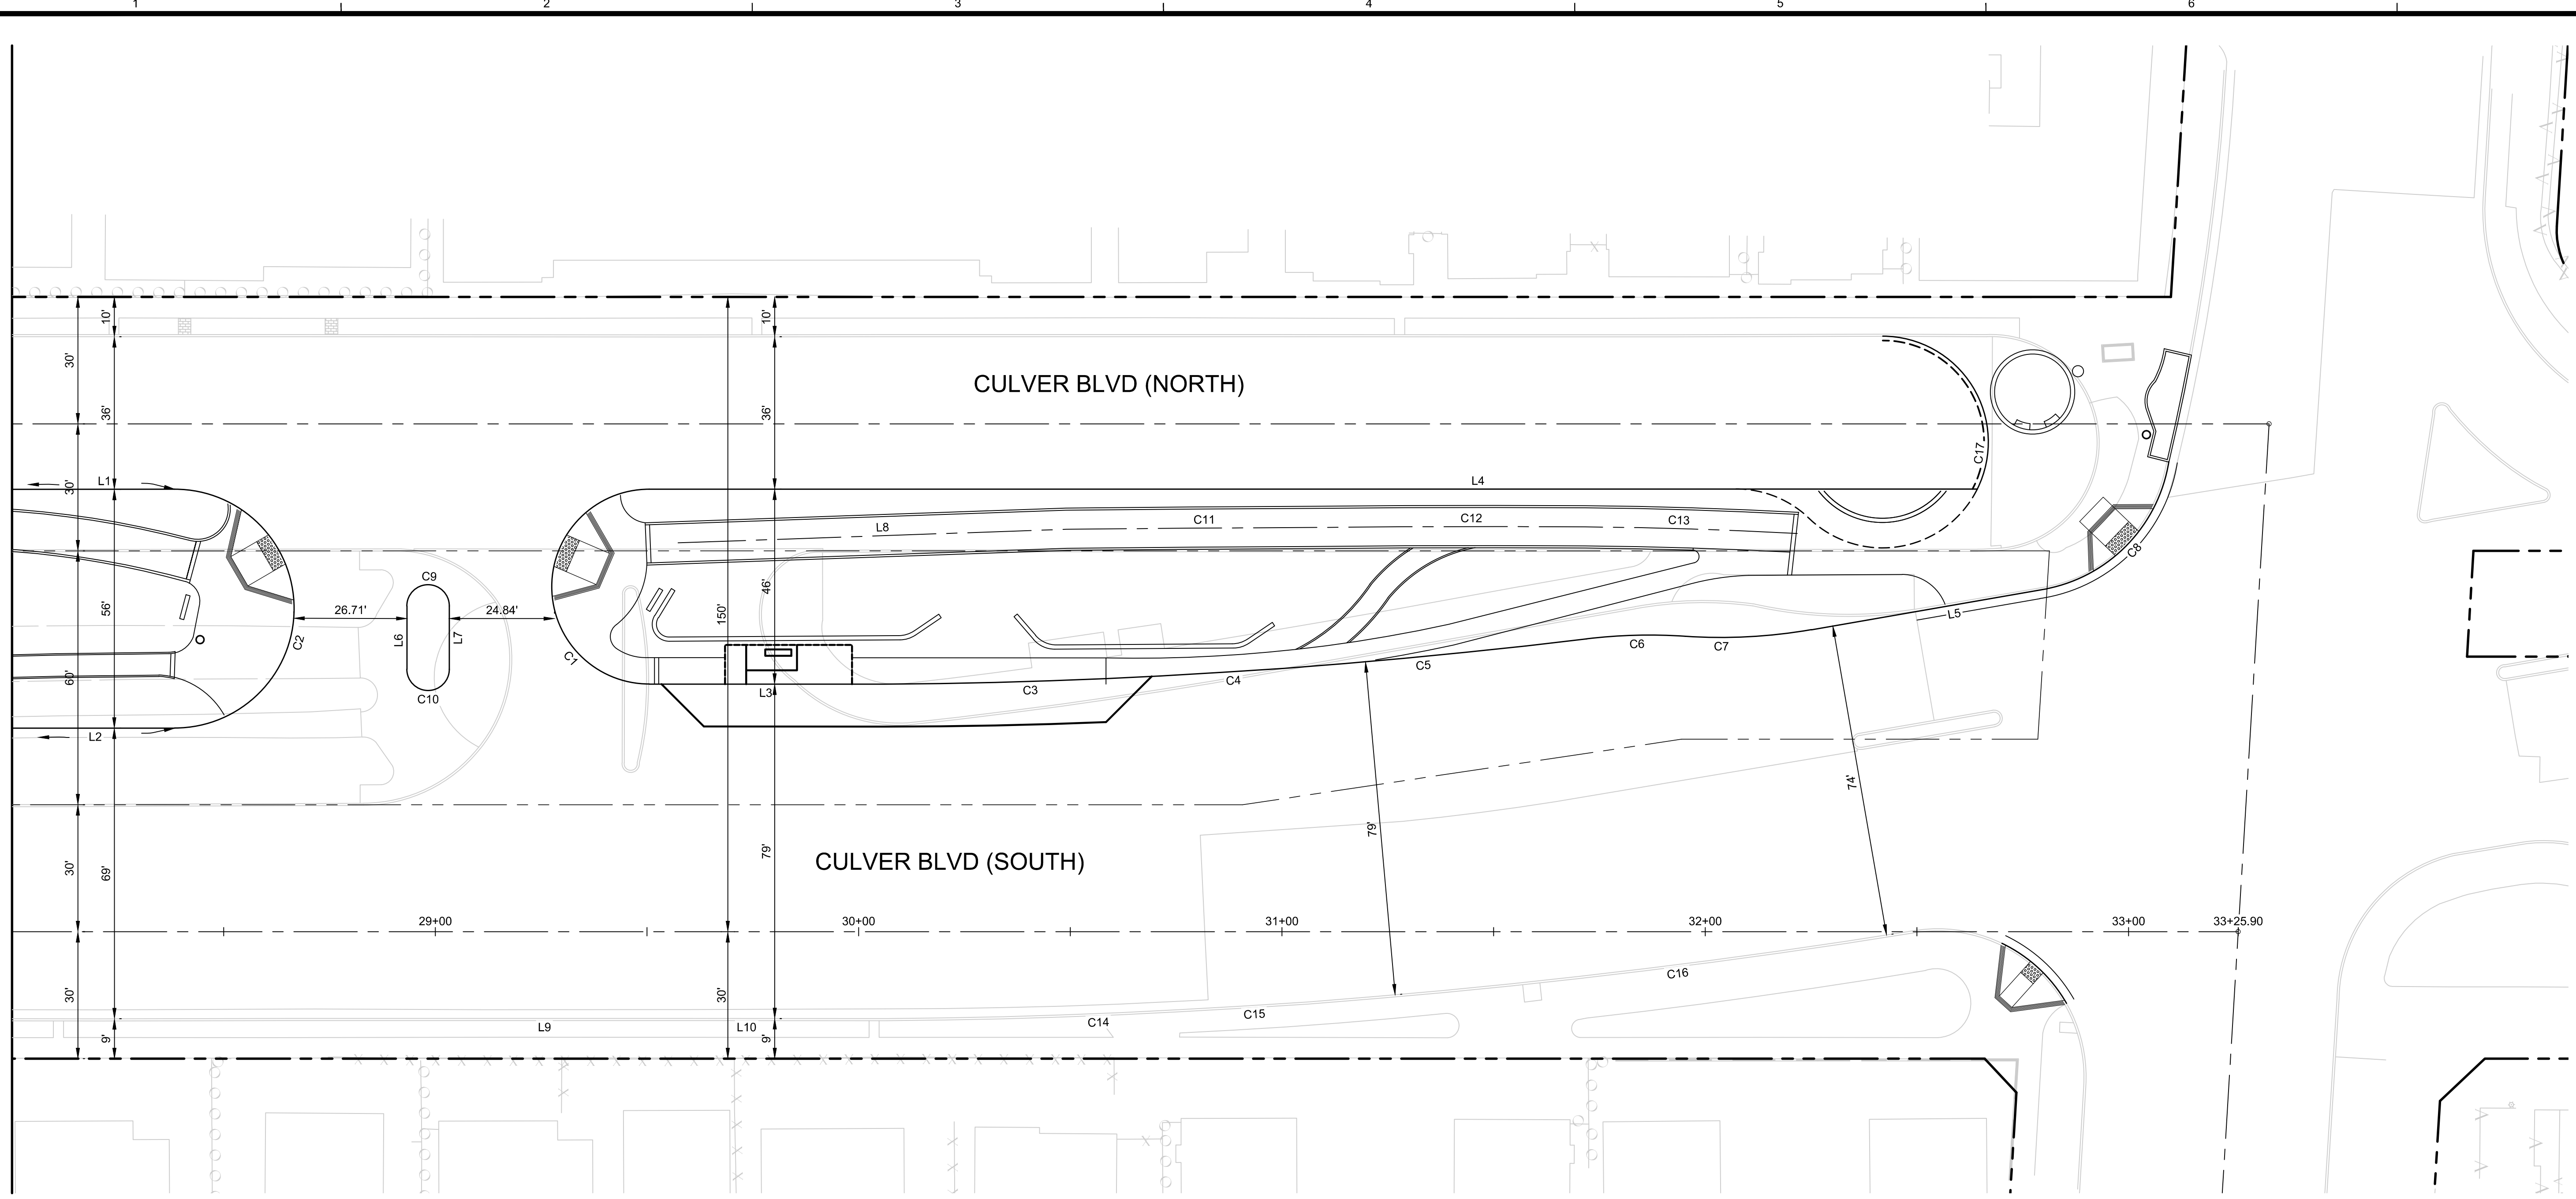 1 2 3 4 5 6
10' 10'
30'
36' CULVER BLVD (NORTH) 36'
C17
30' L1 L4
L8 C11 C12 C13
C8
C9
56' 26.71' 24.84' 150' 46'
L6 L7 L5
C2 C1 C6 C7
60' C5
C4
L3 C3
C10
L2
74'
79'
79'
CULVER BLVD (SOUTH)
30' 69'
29+00 30+00 31+00 32+00 33+00 33+25.90
C16
30' 30'
C15
C14
L9 L10
9' 9'